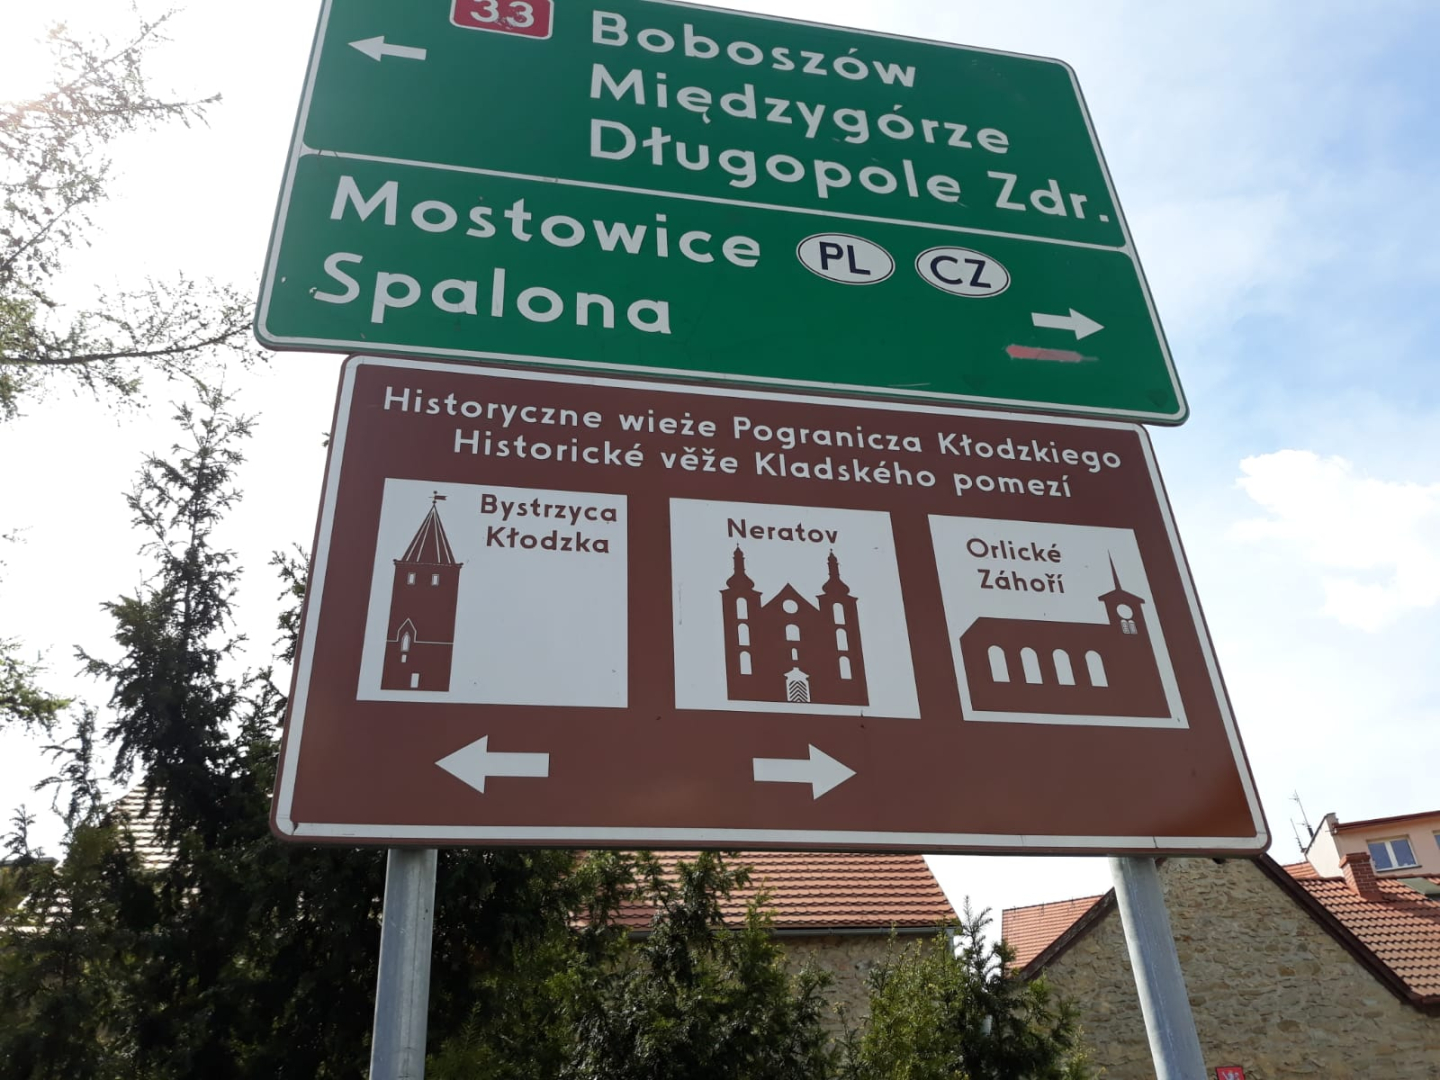 33
Boboszów
Międzygórze
Długopole Zdr.
Mostowice PL CZ
Spalona
Historyczne wieże Pogranicza Kłodzkiego
Historické věže Kladského pomezí
Bystrzyca
Kłodzka
Neratov
Orlické
Záhoří